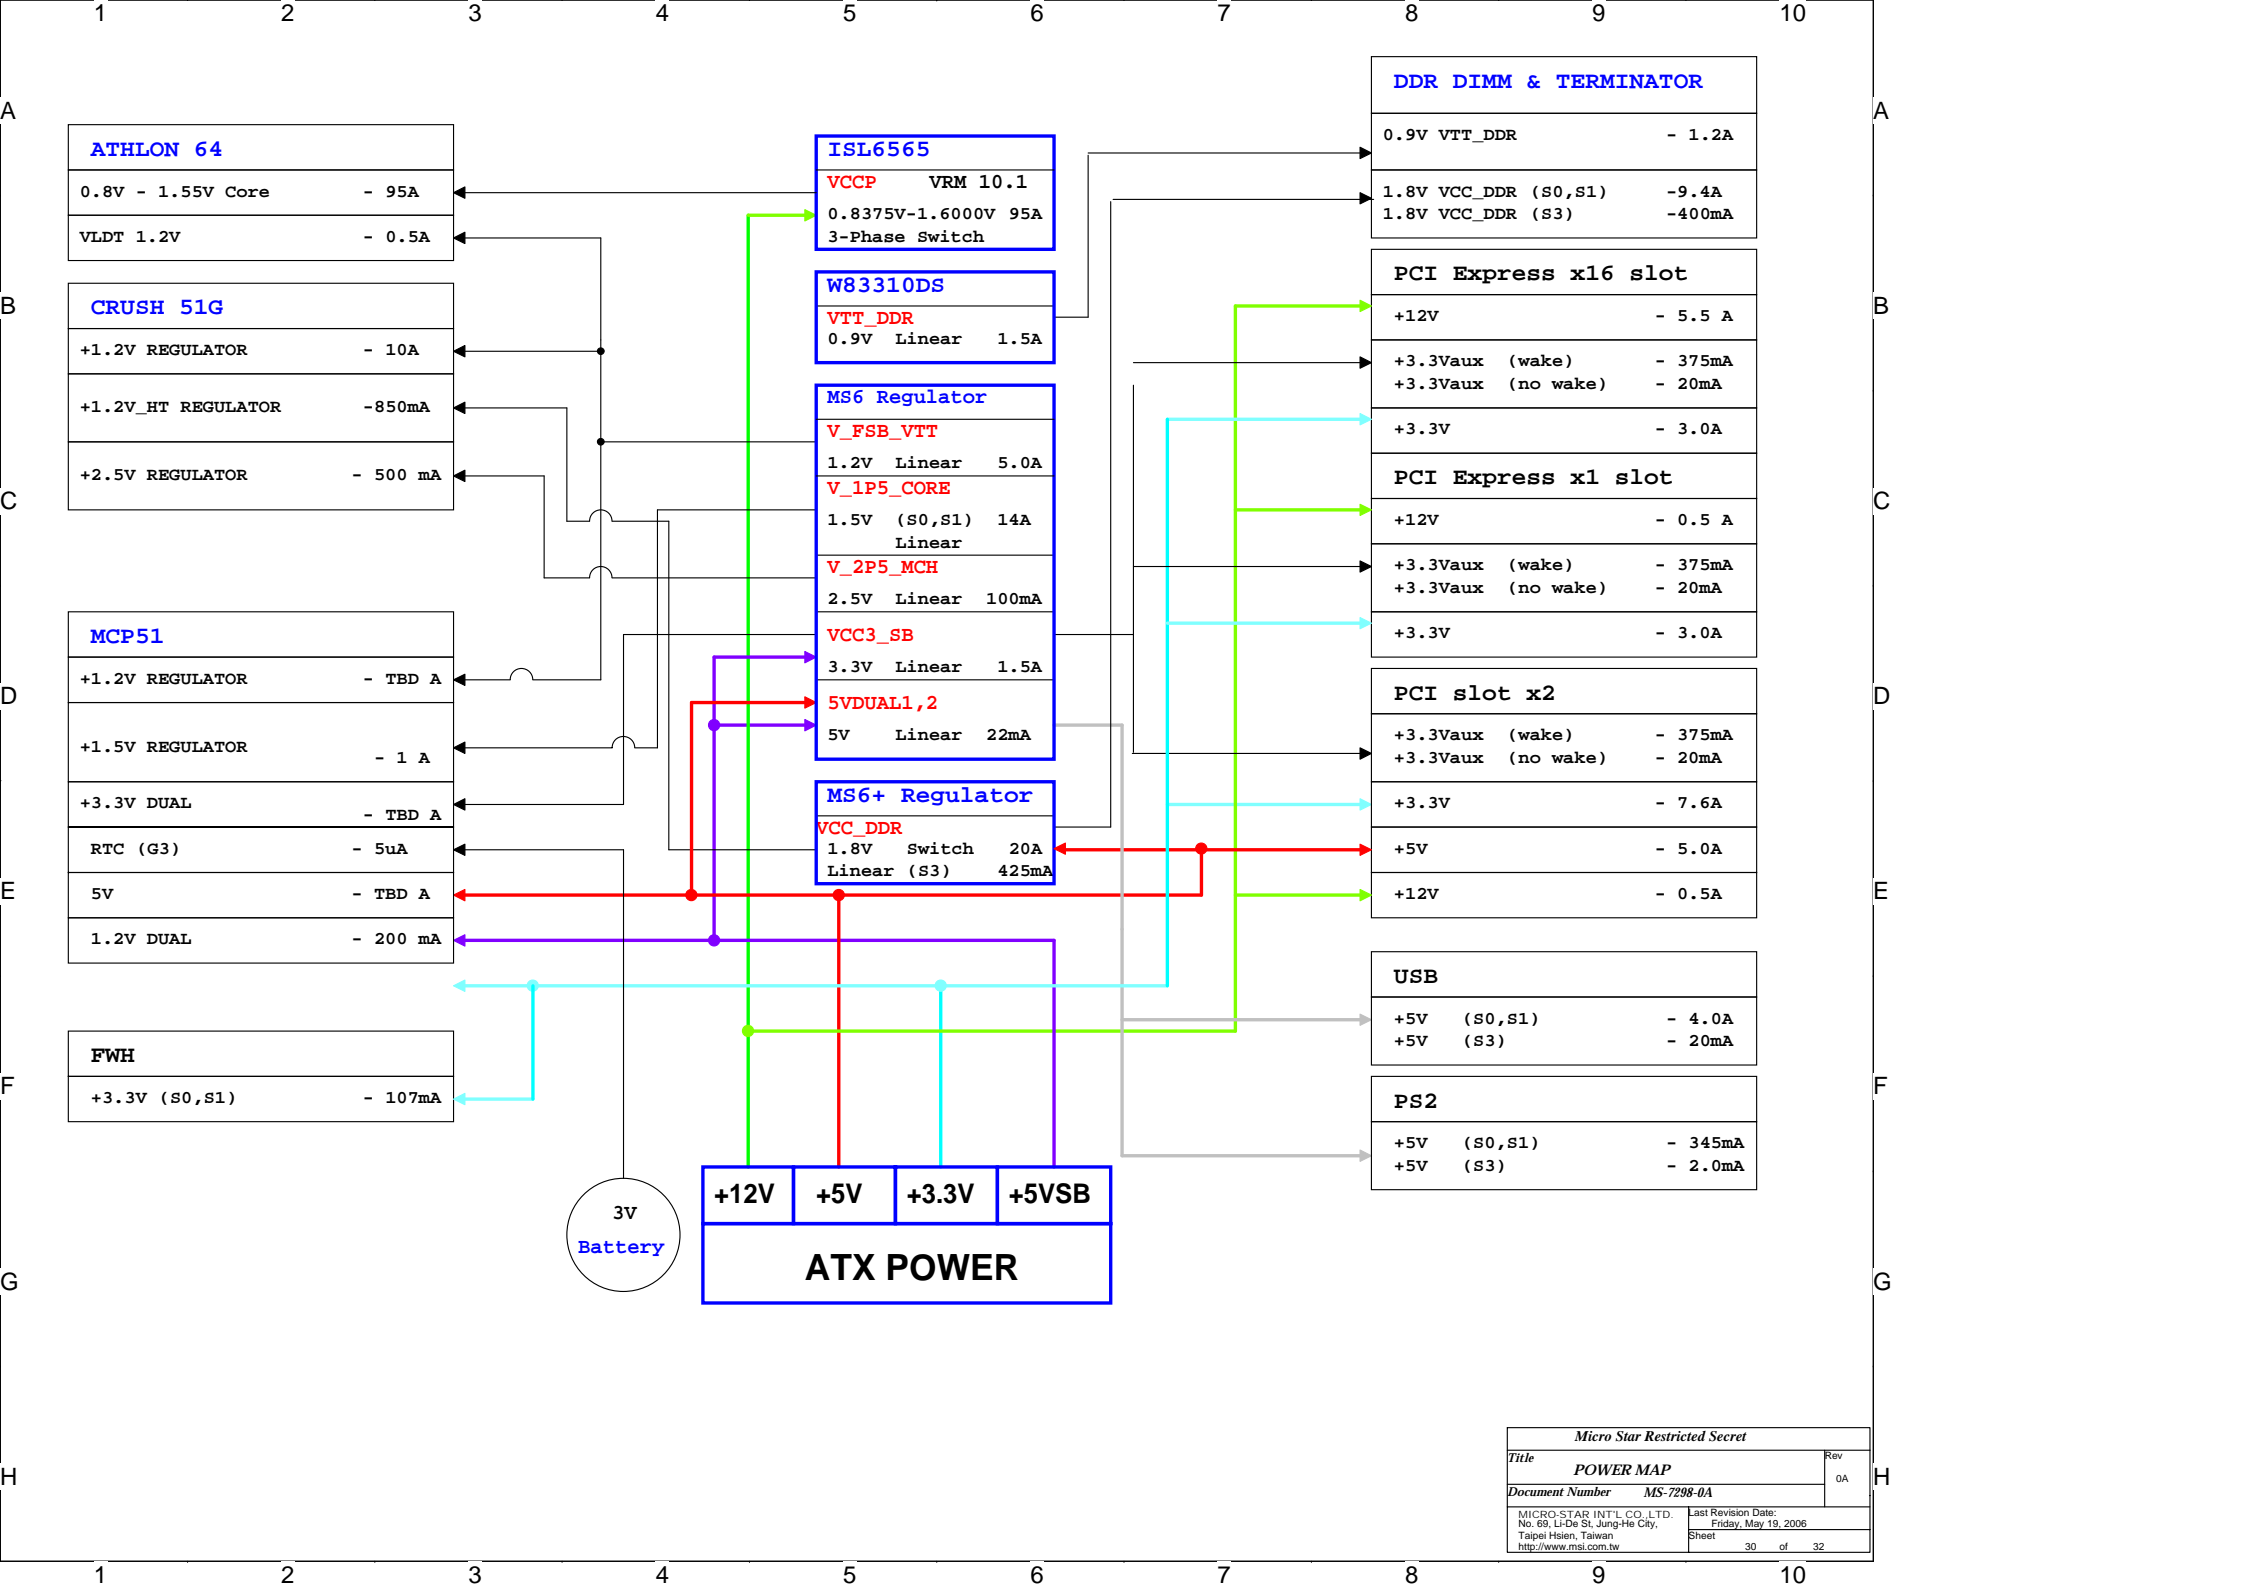 1 2 3 4 5 6 7 8 9 10
A A
B B
C C
D D
E E
F F
G G
H H
ATHLON 64
0.8V - 1.55V Core - 95A
VLDT 1.2V - 0.5A
CRUSH 51G
+1.2V REGULATOR - 10A
+1.2V_HT REGULATOR -850mA
+2.5V REGULATOR - 500 mA
MCP51
+1.2V REGULATOR - TBD A
+1.5V REGULATOR
- 1 A
+3.3V DUAL
- TBD A
RTC (G3) - 5uA
5V - TBD A
1.2V DUAL - 200 mA
FWH
+3.3V (S0,S1) - 107mA
ISL6565
VCCP VRM 10.1
0.8375V-1.6000V 95A
3-Phase Switch
W83310DS
VTT_DDR
0.9V Linear 1.5A
MS6 Regulator
V_FSB_VTT
1.2V Linear 5.0A
V_1P5_CORE
1.5V (S0,S1) 14A
Linear
V_2P5_MCH
2.5V Linear 100mA
VCC3_SB
3.3V Linear 1.5A
5VDUAL1,2
5V Linear 22mA
MS6+ Regulator
VCC_DDR
1.8V Switch 20A
Linear (S3) 425mA
3V
Battery
+12V +5V +3.3V +5VSB
ATX POWER
DDR DIMM & TERMINATOR
0.9V VTT_DDR - 1.2A
1.8V VCC_DDR (S0,S1) -9.4A
1.8V VCC_DDR (S3) -400mA
PCI Express x16 slot
+12V - 5.5 A
+3.3Vaux (wake) - 375mA
+3.3Vaux (no wake) - 20mA
+3.3V - 3.0A
PCI Express x1 slot
+12V - 0.5 A
+3.3Vaux (wake) - 375mA
+3.3Vaux (no wake) - 20mA
+3.3V - 3.0A
PCI slot x2
+3.3Vaux (wake) - 375mA
+3.3Vaux (no wake) - 20mA
+3.3V - 7.6A
+5V - 5.0A
+12V - 0.5A
USB
+5V (S0,S1) - 4.0A
+5V (S3) - 20mA
PS2
+5V (S0,S1) - 345mA
+5V (S3) - 2.0mA
Micro Star Restricted Secret
Title
POWER MAP
Rev
0A
Document Number MS-7298-0A
MICRO-STAR INT'L CO.,LTD.
No. 69, Li-De St, Jung-He City,
Taipei Hsien, Taiwan
http://www.msi.com.tw
Last Revision Date:
Friday, May 19, 2006
Sheet
30 of 32
1 2 3 4 5 6 7 8 9 10